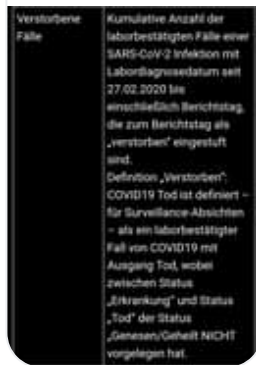 Verstorbene
Fälle
Kumulative Anzahl der
laborbestätigten Fälle einer
SARS-CoV-2 Infektion mit
Labordiagnosedatum seit
27.02.2020 bis
einschließlich Berichtstag,
die zum Berichtstag als
„verstorben" eingestuft
sind.
Definition „Verstorben":
COVID19 Tod ist definiert –
für Surveillance-Absichten
– als ein laborbestätigter
Fall von COVID19 mit
Ausgang Tod, wobei
zwischen Status
„Erkrankung" und Status
„Tod" der Status
„Genesen/Geheilt NICHT
vorgelegen hat.